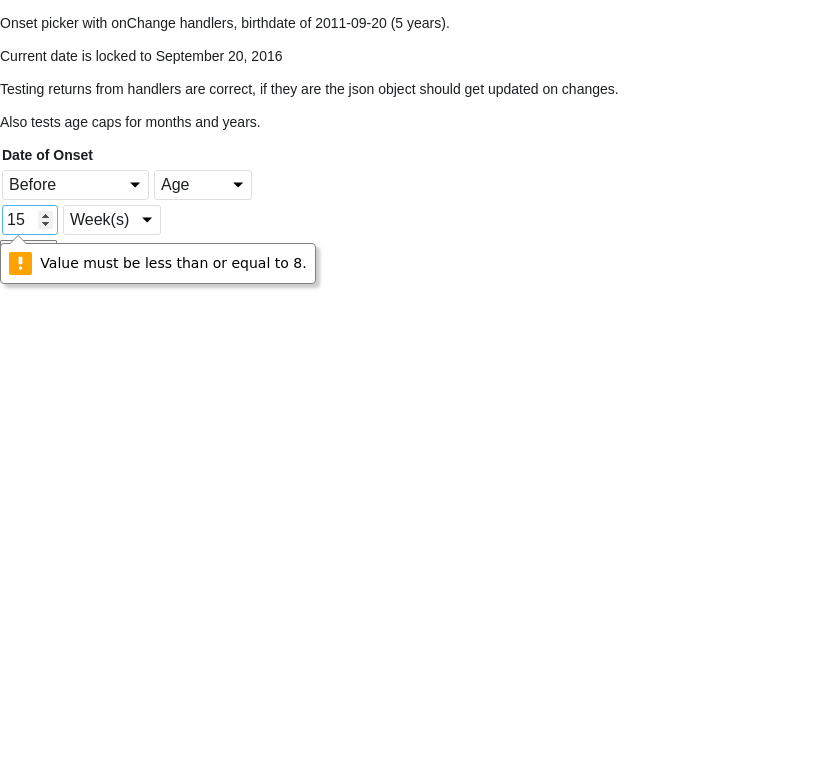 Onset picker with onChange handlers, birthdate of 2011-09-20 (5 years).
Current date is locked to September 20, 2016
Testing returns from handlers are correct, if they are the json object should get updated on changes.
Also tests age caps for months and years.
Date of Onset
Before Age
15 Week(s)
Value must be less than or equal to 8.